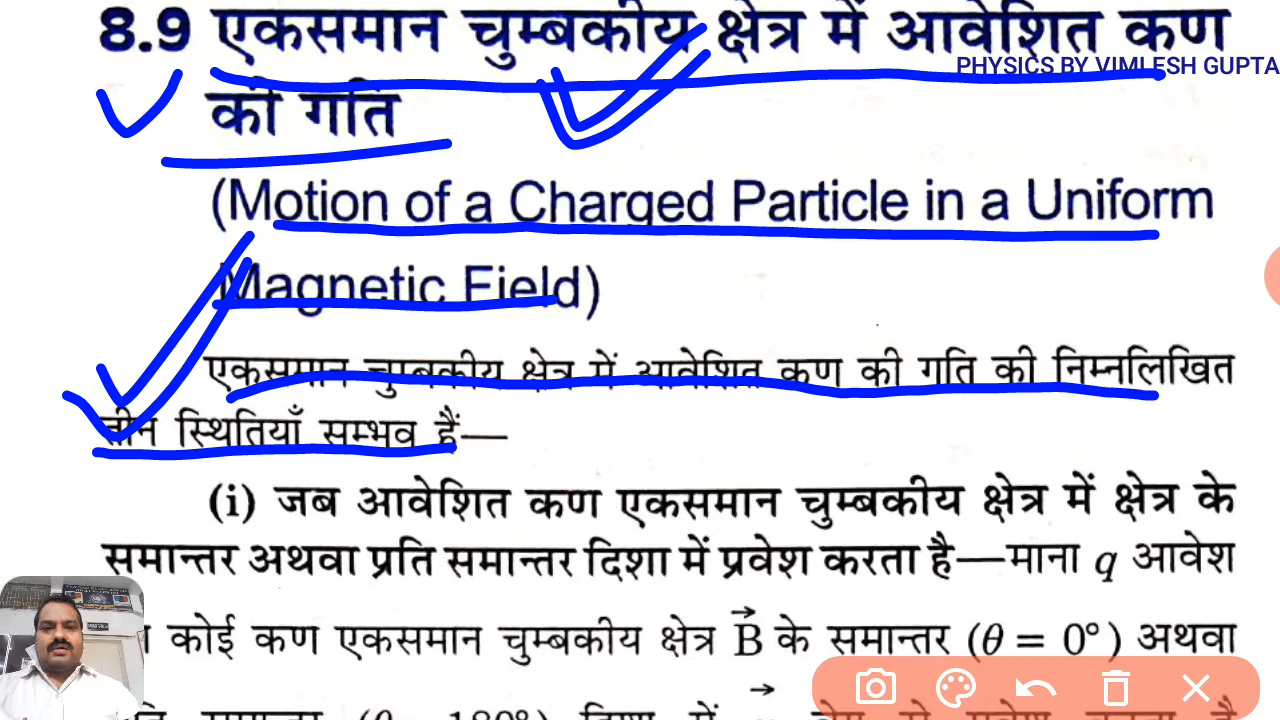 8.9 एकसमान चुम्बकीय क्षेत्र में आवेशित कण
PHYSICS BY VIMLESH GUPTA
की गति
(Motion of a Charged Particle in a Uniform
Magnetic Field)
एकसमान चुम्बकीय क्षेत्र में आवेशित कण की गति की निम्नलिखित
तीन स्थितियाँ सम्भव हैं—
(i) जब आवेशित कण एकसमान चुम्बकीय क्षेत्र में क्षेत्र के
समान्तर अथवा प्रति समान्तर दिशा में प्रवेश करता है—माना q आवेश
कोई कण एकसमान चुम्बकीय क्षेत्र B⃗ के समान्तर (θ = 0°) अथवा